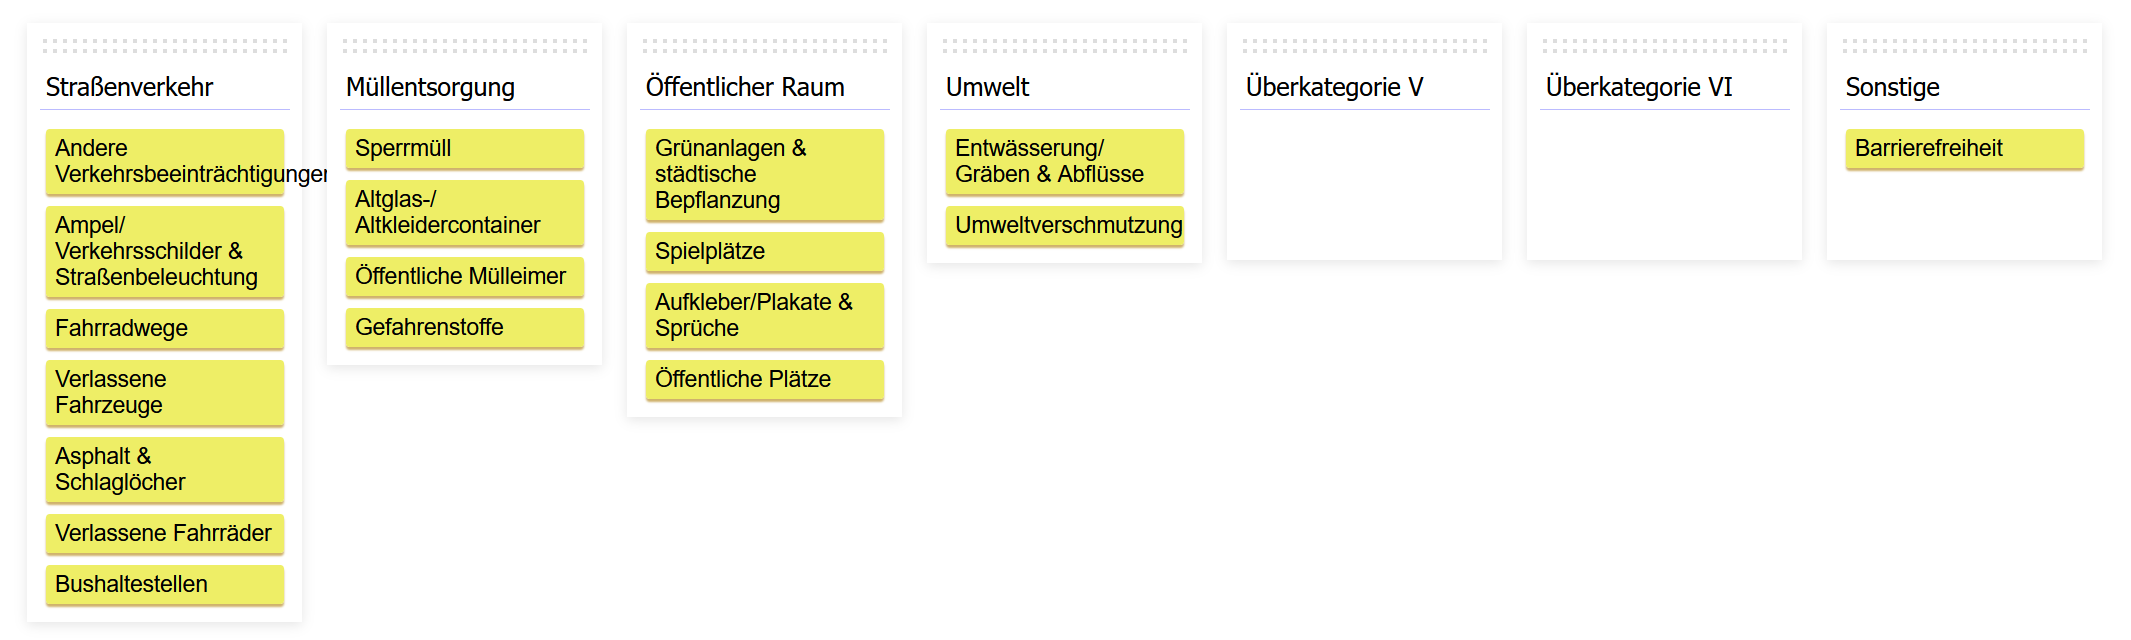 Straßenverkehr
Andere
Verkehrsbeeinträchtigungen
Ampel/
Verkehrsschilder &
Straßenbeleuchtung
Fahrradwege
Verlassene
Fahrzeuge
Asphalt &
Schlaglöcher
Verlassene Fahrräder
Bushaltestellen
Müllentsorgung
Sperrmüll
Altglas-/
Altkleidercontainer
Öffentliche Mülleimer
Gefahrenstoffe
Öffentlicher Raum
Grünanlagen &
städtische
Bepflanzung
Spielplätze
Aufkleber/Plakate &
Sprüche
Öffentliche Plätze
Umwelt
Entwässerung/
Gräben & Abflüsse
Umweltverschmutzung
Überkategorie V
Überkategorie VI
Sonstige
Barrierefreiheit